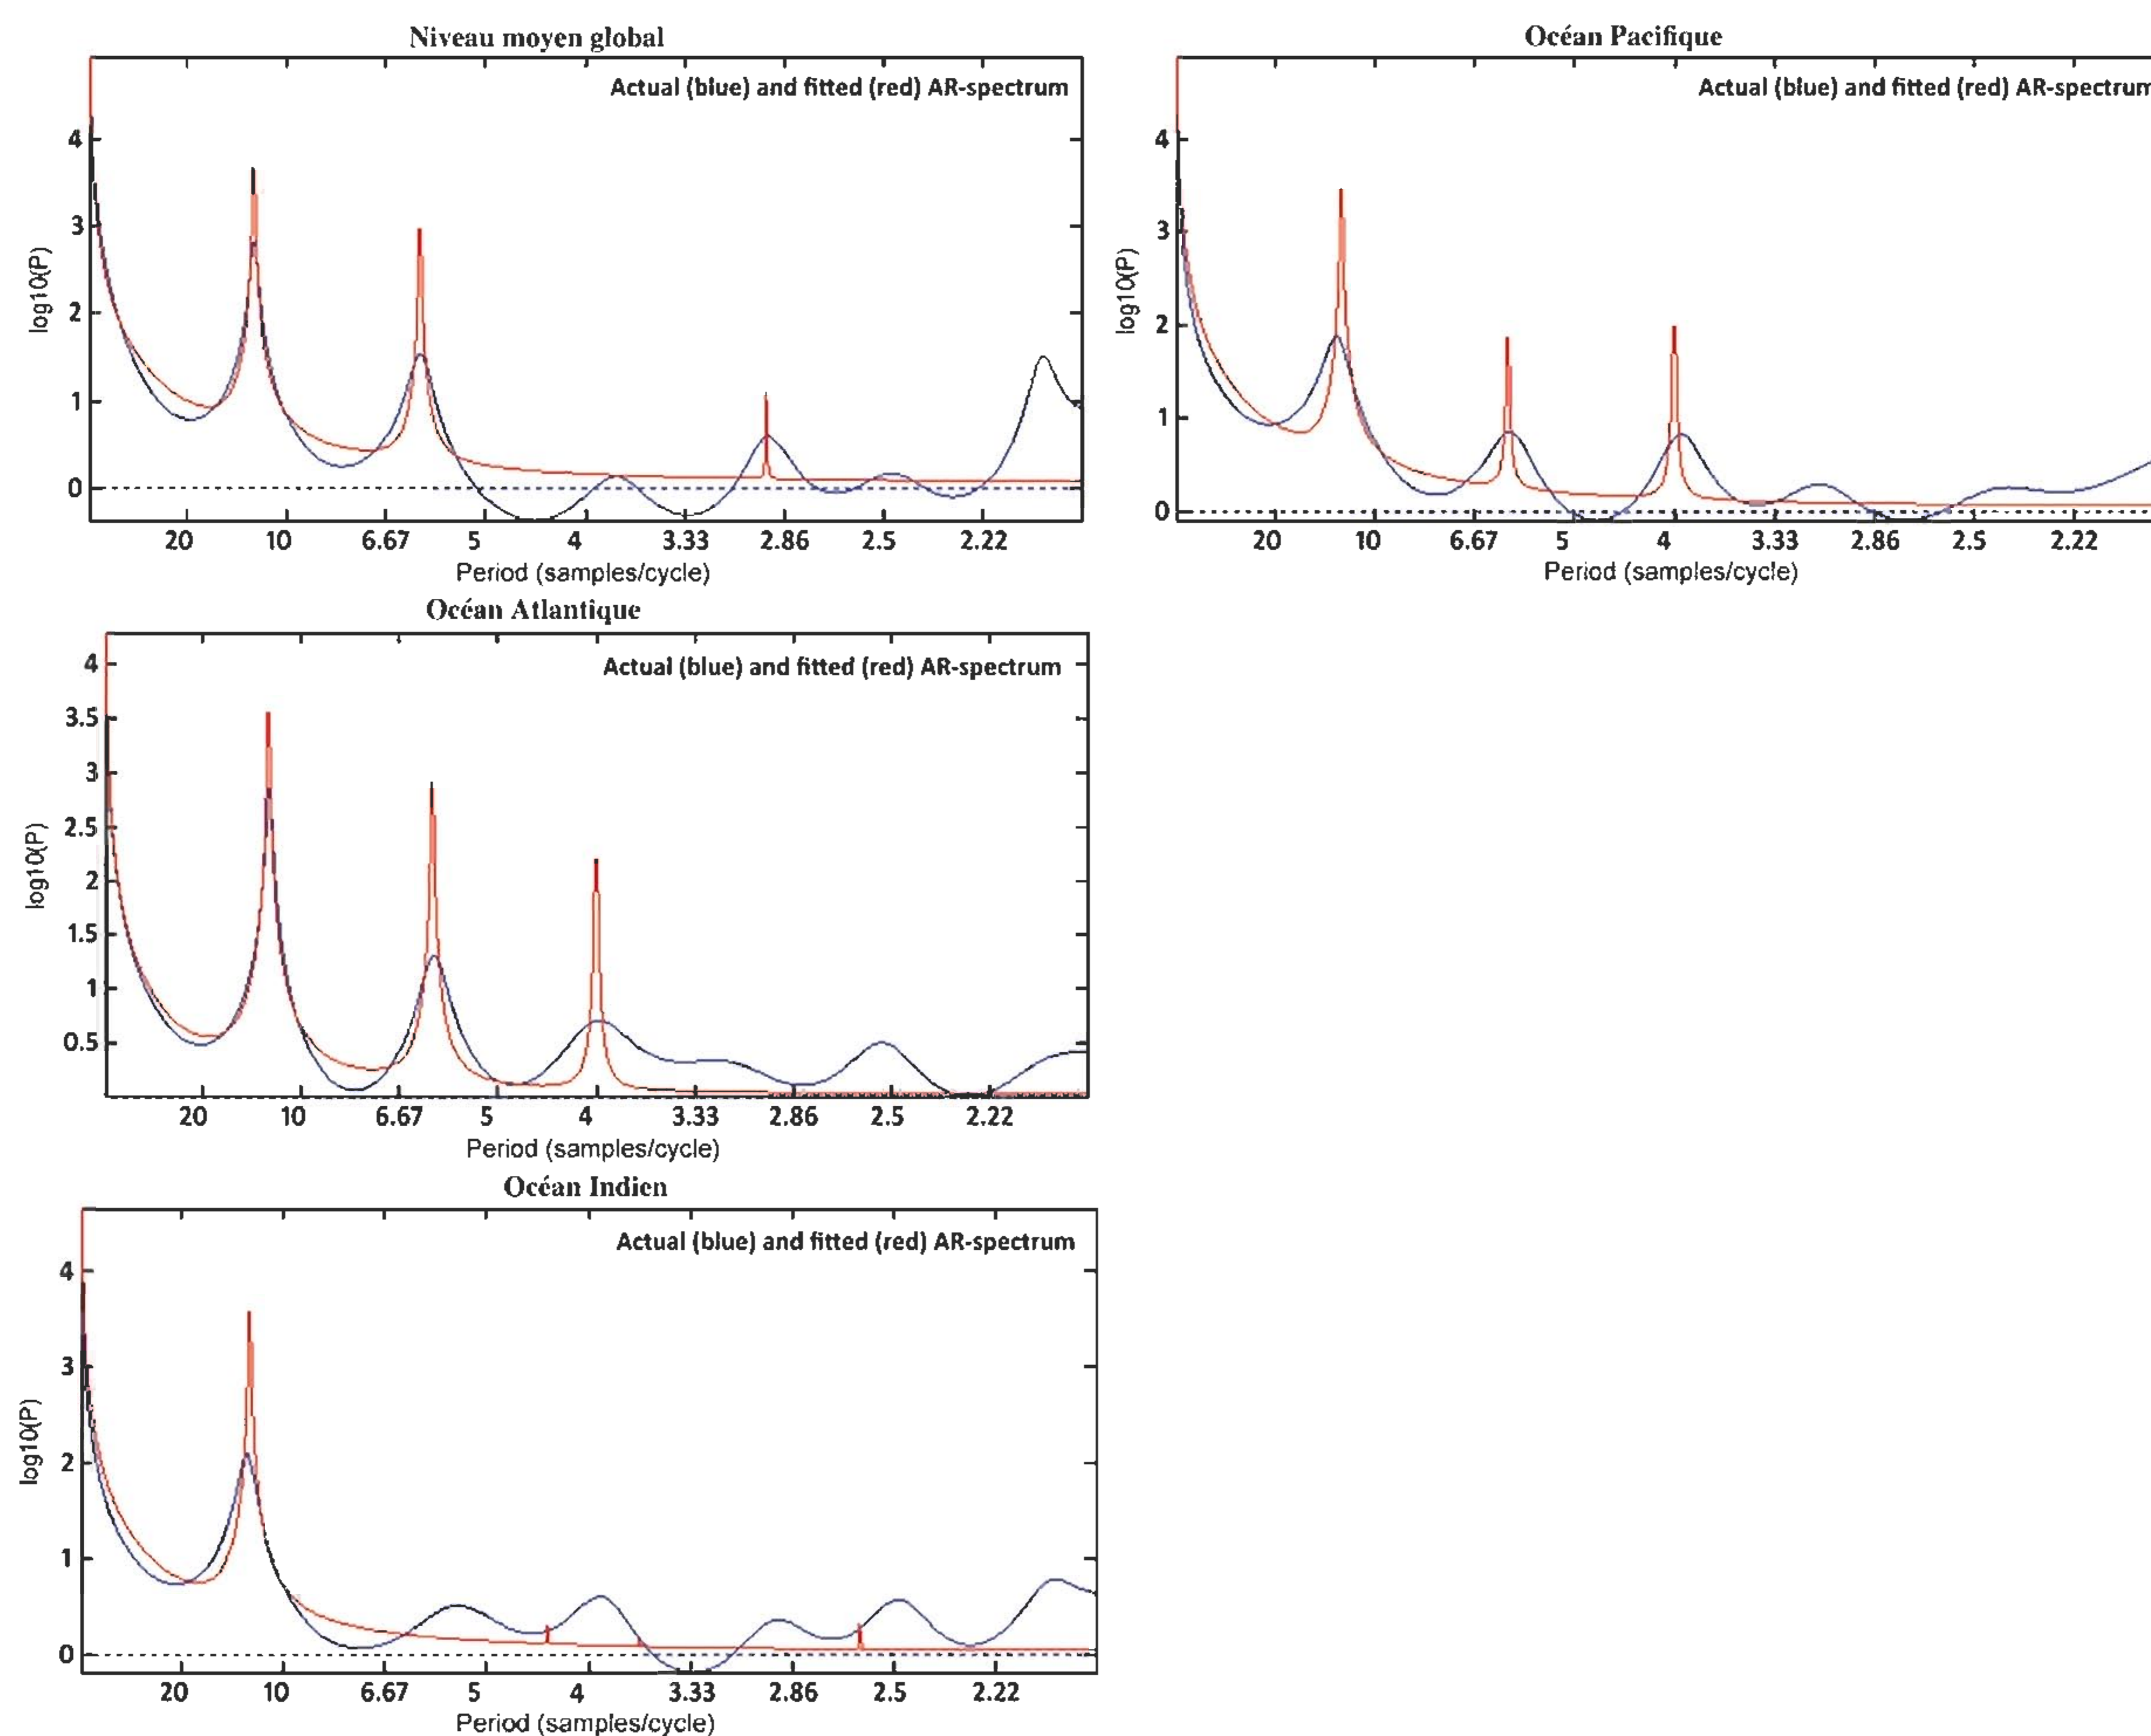 Niveau moyen global
Actual (blue) and fitted (red) AR-spectrum
log10(P)
4
3
2
1
0
20 10 6.67 5 4 3.33 2.86 2.5 2.22
Period (samples/cycle)
Océan Pacifique
Actual (blue) and fitted (red) AR-spectrum
log10(P)
4
3
2
1
0
20 10 6.67 5 4 3.33 2.86 2.5 2.22
Period (samples/cycle)
Océan Atlantique
Actual (blue) and fitted (red) AR-spectrum
log10(P)
4
3.5
3
2.5
2
1.5
1
0.5
20 10 6.67 5 4 3.33 2.86 2.5 2.22
Period (samples/cycle)
Océan Indien
Actual (blue) and fitted (red) AR-spectrum
log10(P)
4
3
2
1
0
20 10 6.67 5 4 3.33 2.86 2.5 2.22
Period (samples/cycle)